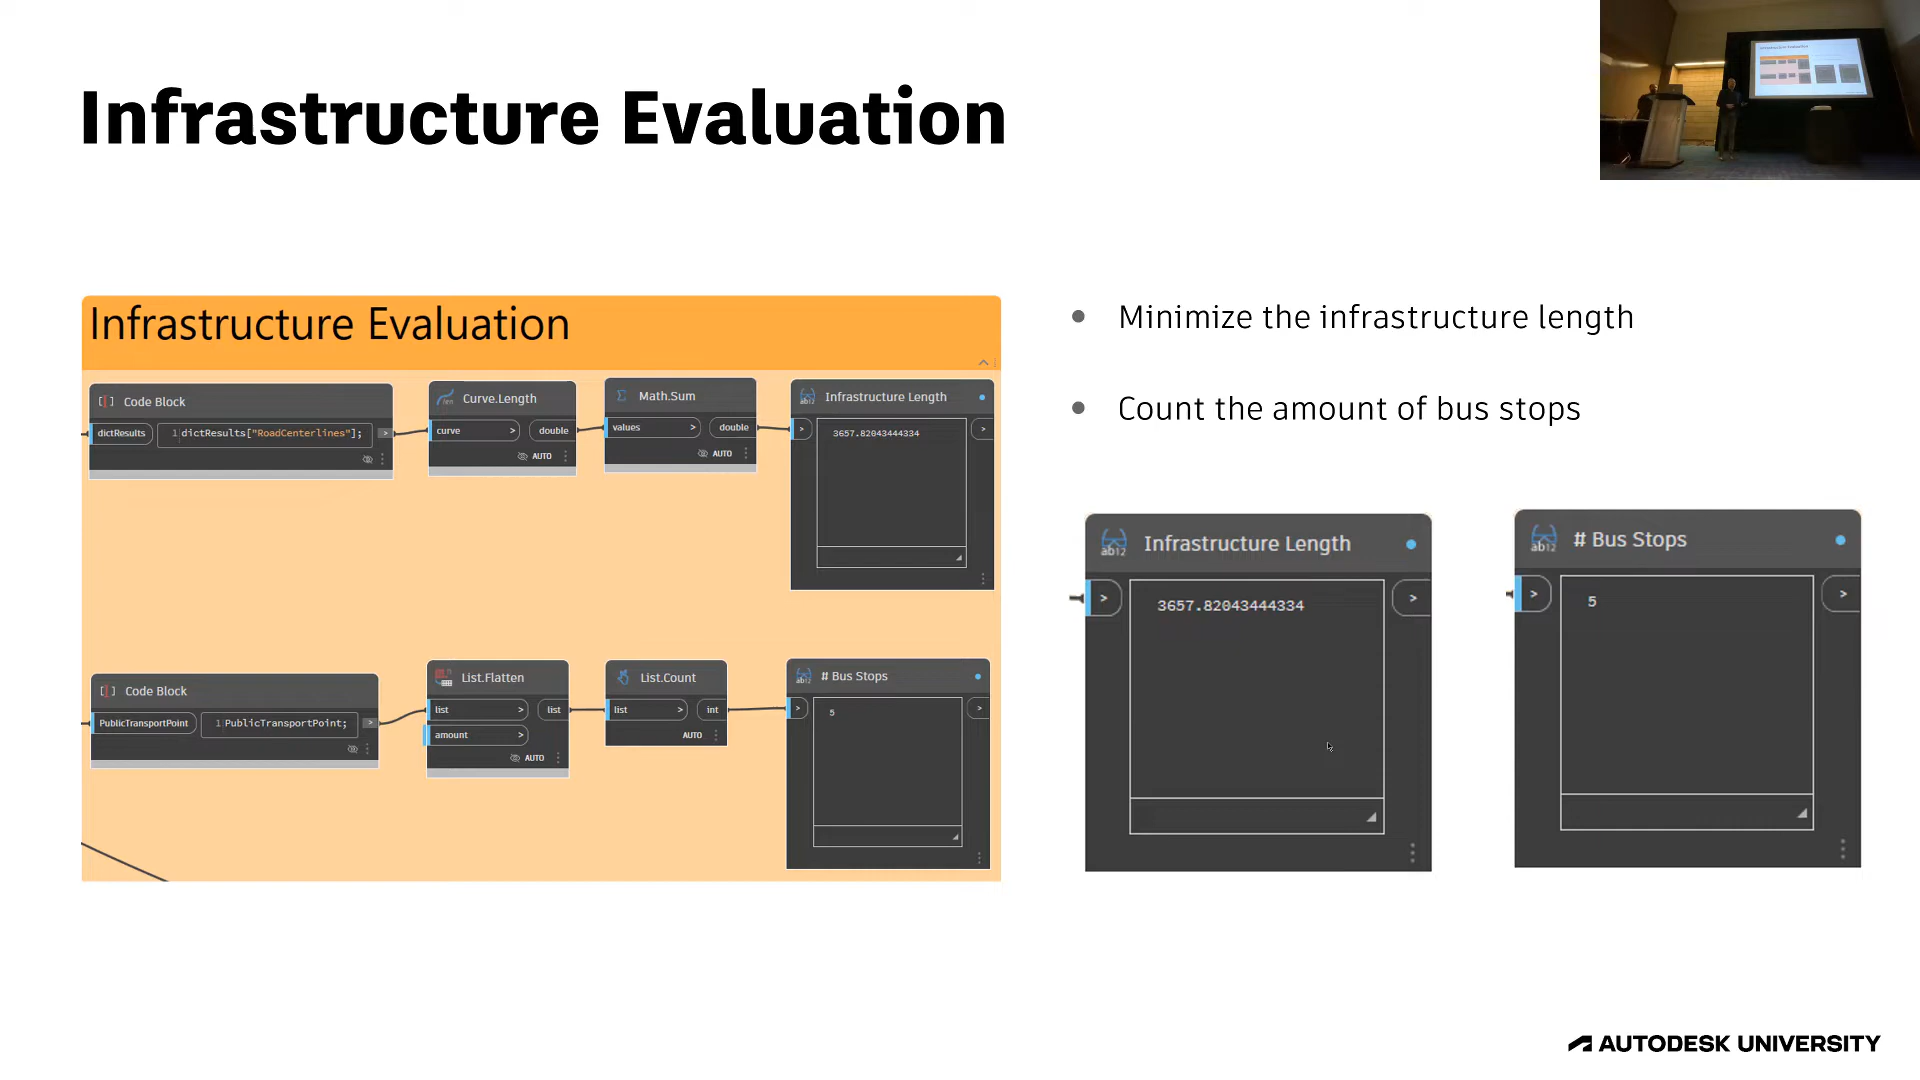 Infrastructure Evaluation
Infrastructure Evaluation
Code Block
dictResults
1 dictResults["RoadCenterlines"];
>
Curve.Length
curve >
double
AUTO
Math.Sum
values >
double
AUTO
Infrastructure Length
>
3657.82043444334
>
Code Block
PublicTransportPoint
1 PublicTransportPoint;
>
List.Flatten
list >
list
amount >
AUTO
List.Count
list >
int
AUTO
# Bus Stops
>
5
>
• Minimize the infrastructure length
• Count the amount of bus stops
ab12
Infrastructure Length
>
3657.82043444334
>
ab12
# Bus Stops
>
5
>
AUTODESK UNIVERSITY